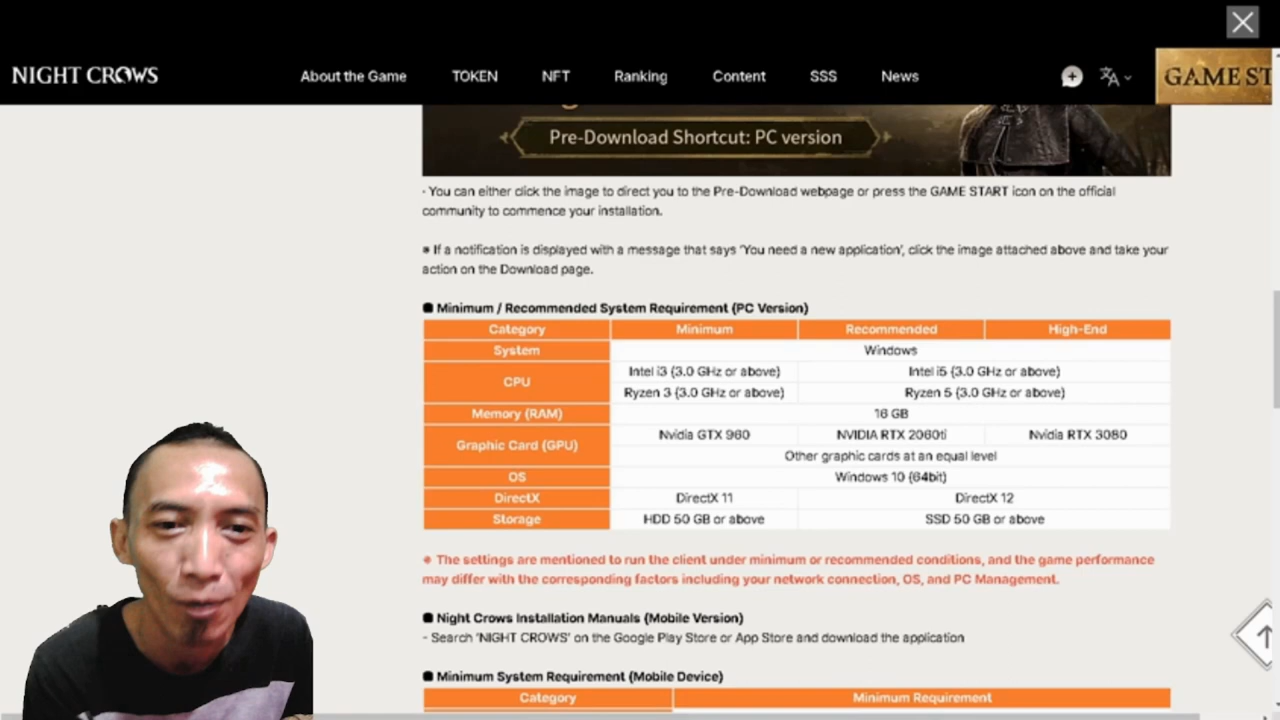 NIGHT CROWS
About the Game TOKEN NFT Ranking Content SSS News
GAME ST
Pre-Download Shortcut: PC version
· You can either click the image to direct you to the Pre-Download webpage or press the GAME START icon on the official
community to commence your installation.
※ If a notification is displayed with a message that says 'You need a new application', click the image attached above and take your
action on the Download page.
● Minimum / Recommended System Requirement (PC Version)
Category Minimum Recommended High-End
System Windows
CPU Intel i3 (3.0 GHz or above) Intel i5 (3.0 GHz or above)
Ryzen 3 (3.0 GHz or above) Ryzen 5 (3.0 GHz or above)
Memory (RAM) 16 GB
Graphic Card (GPU) Nvidia GTX 960 NVIDIA RTX 2060ti Nvidia RTX 3080
Other graphic cards at an equal level
OS Windows 10 (64bit)
DirectX DirectX 11 DirectX 12
Storage HDD 50 GB or above SSD 50 GB or above
※ The settings are mentioned to run the client under minimum or recommended conditions, and the game performance
may differ with the corresponding factors including your network connection, OS, and PC Management.
● Night Crows Installation Manuals (Mobile Version)
- Search 'NIGHT CROWS' on the Google Play Store or App Store and download the application
● Minimum System Requirement (Mobile Device)
Category Minimum Requirement